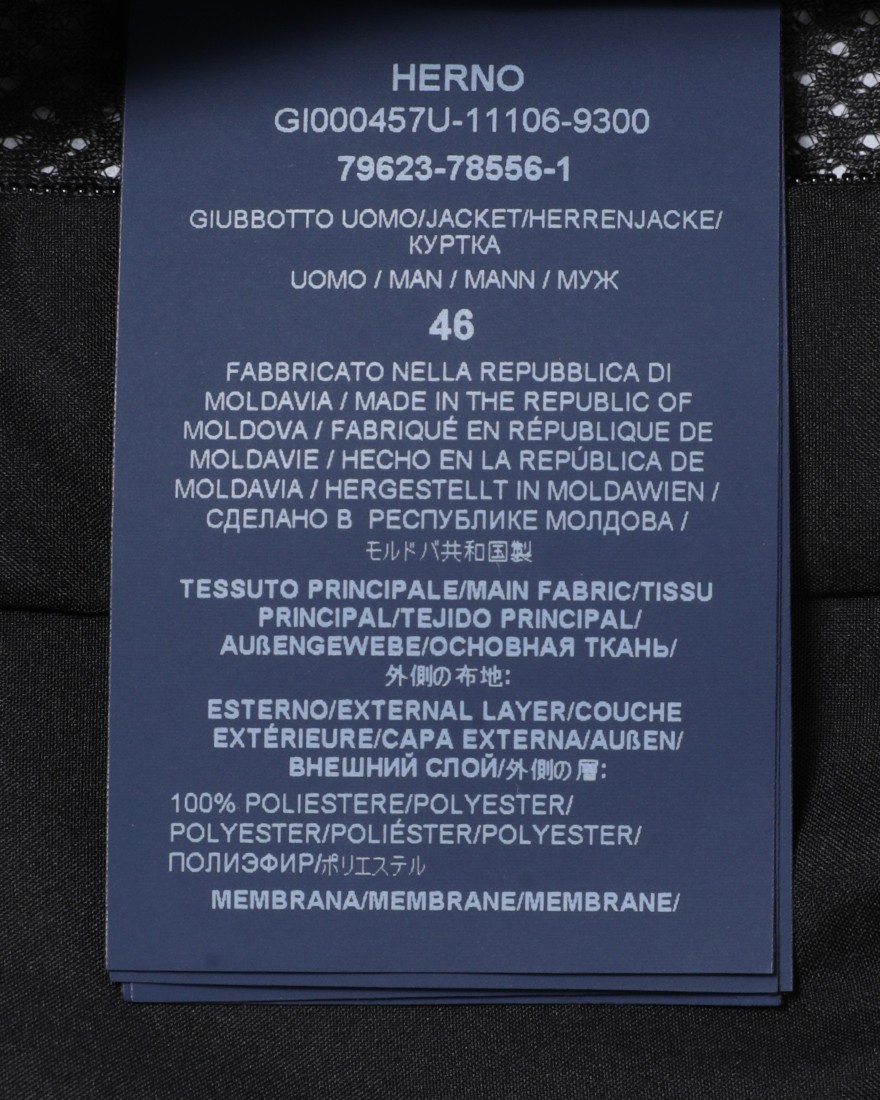 HERNO
GI000457U-11106-9300
79623-78556-1
GIUBBOTTO UOMO/JACKET/HERRENJACKE/
КУРТКА
UOMO / MAN / MANN / МУЖ
46
FABBRICATO NELLA REPUBBLICA DI
MOLDAVIA / MADE IN THE REPUBLIC OF
MOLDOVA / FABRIQUÉ EN RÉPUBLIQUE DE
MOLDAVIE / HECHO EN LA REPÚBLICA DE
MOLDAVIA / HERGESTELLT IN MOLDAWIEN /
СДЕЛАНО В РЕСПУБЛИКЕ МОЛДОВА /
モルドバ共和国製
TESSUTO PRINCIPALE/MAIN FABRIC/TISSU
PRINCIPAL/TEJIDO PRINCIPAL/
AUßENGEWEBE/ОСНОВНАЯ ТКАНЬ/
外側の布地:
ESTERNO/EXTERNAL LAYER/COUCHE
EXTÉRIEURE/CAPA EXTERNA/AUßEN/
ВНЕШНИЙ СЛОЙ/外側の層:
100% POLIESTERE/POLYESTER/
POLYESTER/POLIÉSTER/POLYESTER/
ПОЛИЭФИР/ポリエステル
MEMBRANA/MEMBRANE/MEMBRANE/